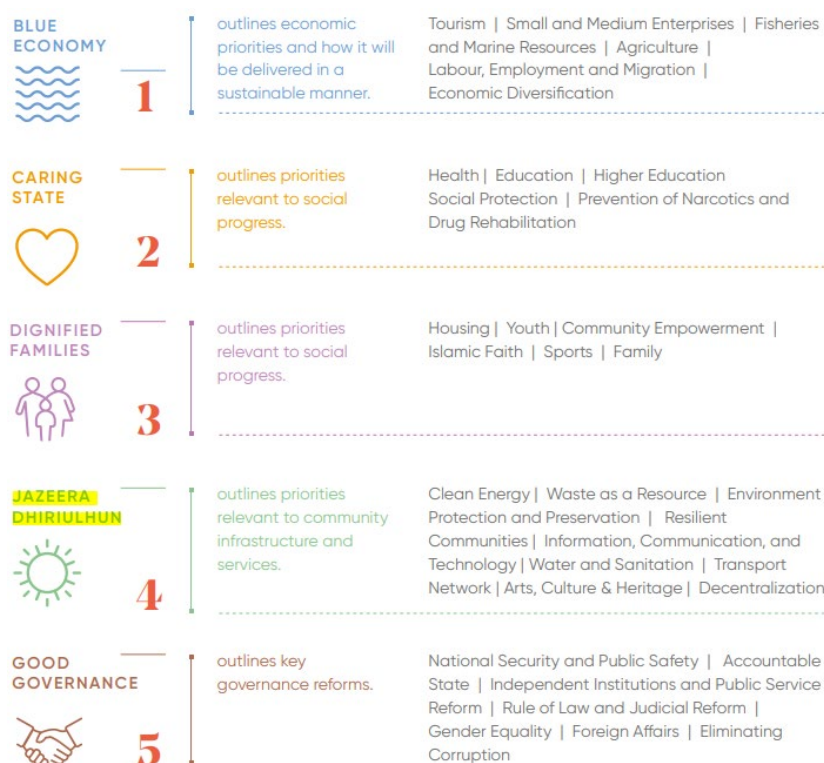 BLUE
ECONOMY
1
outlines economic
priorities and how it will
be delivered in a
sustainable manner.
Tourism | Small and Medium Enterprises | Fisheries
and Marine Resources | Agriculture |
Labour, Employment and Migration |
Economic Diversification
CARING
STATE
2
outlines priorities
relevant to social
progress.
Health | Education | Higher Education
Social Protection | Prevention of Narcotics and
Drug Rehabilitation
DIGNIFIED
FAMILIES
3
outlines priorities
relevant to social
progress.
Housing | Youth | Community Empowerment |
Islamic Faith | Sports | Family
JAZEERA
DHIRIULHUN
4
outlines priorities
relevant to community
infrastructure and
services.
Clean Energy | Waste as a Resource | Environment
Protection and Preservation | Resilient
Communities | Information, Communication, and
Technology | Water and Sanitation | Transport
Network | Arts, Culture & Heritage | Decentralization
GOOD
GOVERNANCE
5
outlines key
governance reforms.
National Security and Public Safety | Accountable
State | Independent Institutions and Public Service
Reform | Rule of Law and Judicial Reform |
Gender Equality | Foreign Affairs | Eliminating
Corruption